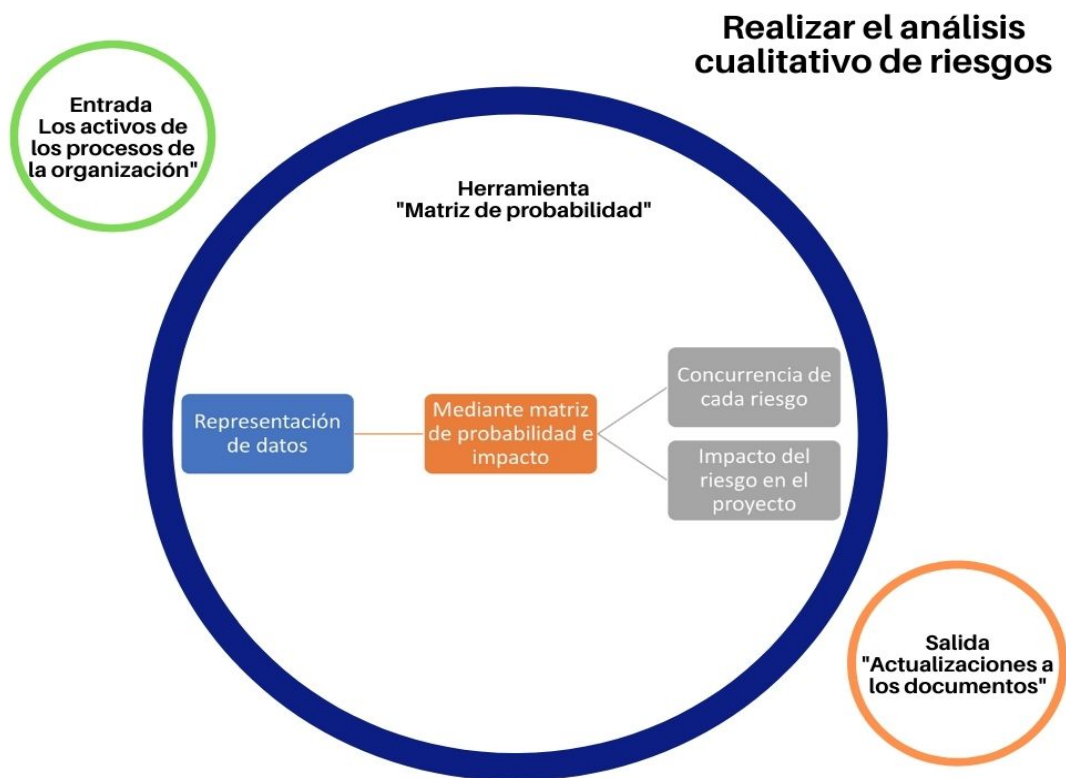 Realizar el análisis
cualitativo de riesgos
Entrada
Los activos de
los procesos de
la organización"
Herramienta
"Matriz de probabilidad"
Representación
de datos
Mediante matriz
de probabilidad e
impacto
Concurrencia de
cada riesgo
Impacto del
riesgo en el
proyecto
Salida
"Actualizaciones a
los documentos"